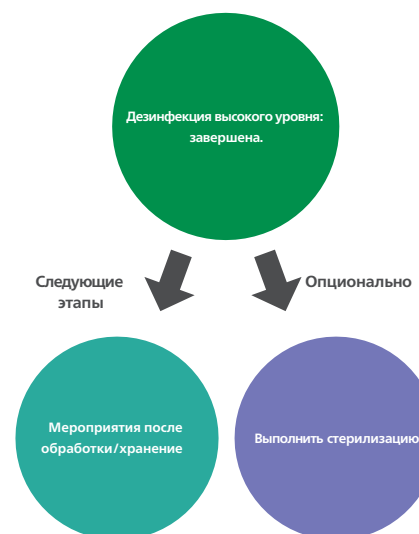 Дезинфекция высокого уровня:
завершена.
Следующие
этапы
Опционально
Мероприятия после
обработки/хранение
Выполнить стерилизацию